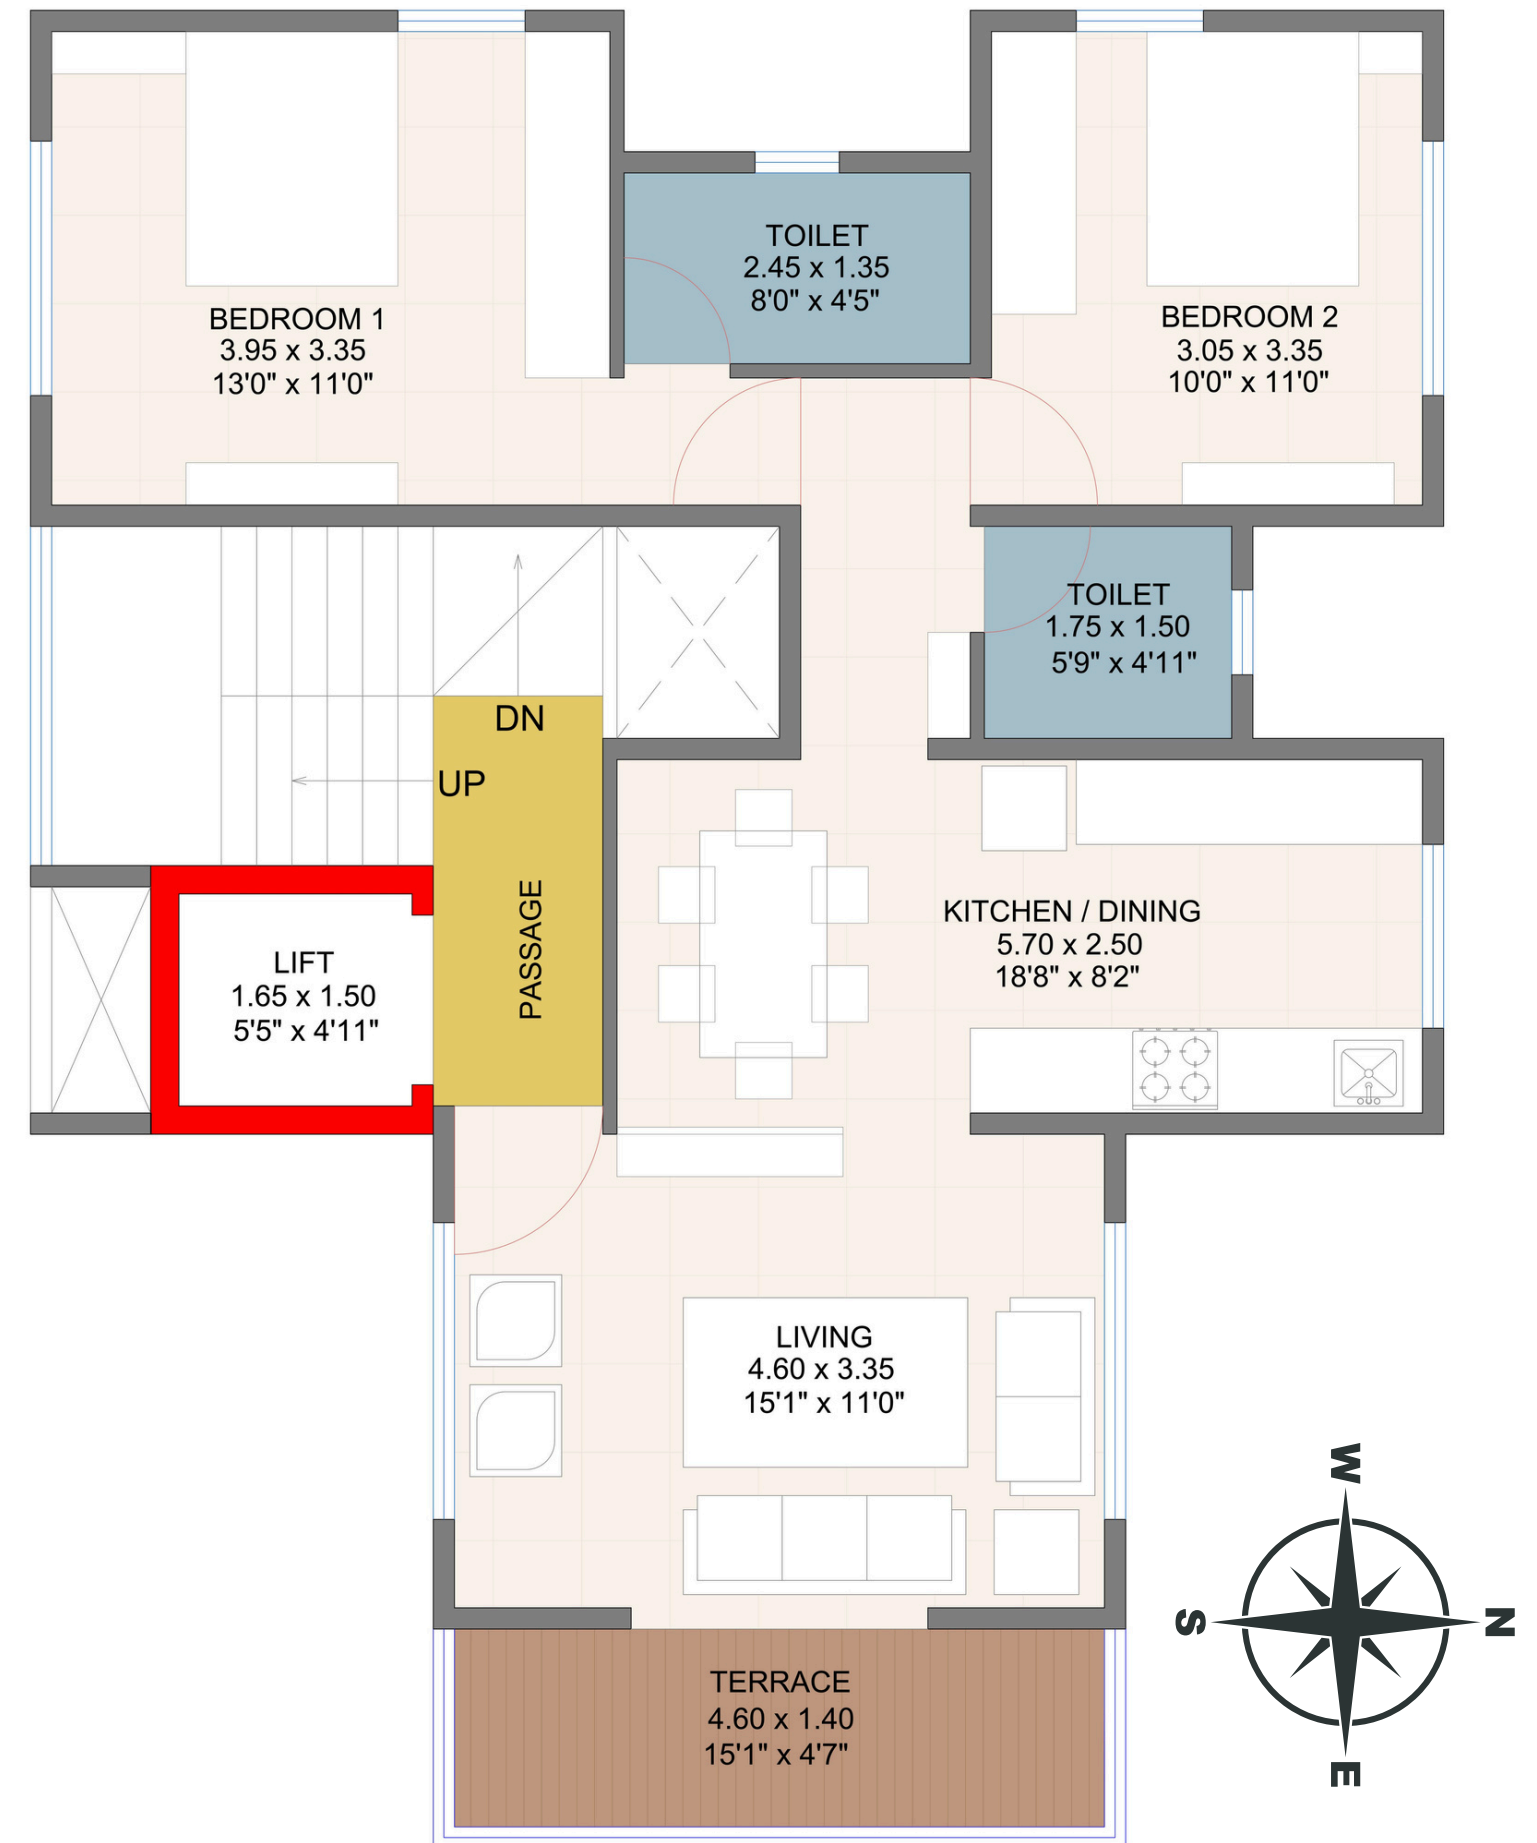 TOILET
2.45 x 1.35
8'0" x 4'5"
BEDROOM 1
3.95 x 3.35
13'0" x 11'0"
BEDROOM 2
3.05 x 3.35
10'0" x 11'0"
TOILET
1.75 x 1.50
5'9" x 4'11"
DN
UP
PASSAGE
LIFT
1.65 x 1.50
5'5" x 4'11"
KITCHEN / DINING
5.70 x 2.50
18'8" x 8'2"
LIVING
4.60 x 3.35
15'1" x 11'0"
W
S
N
E
TERRACE
4.60 x 1.40
15'1" x 4'7"